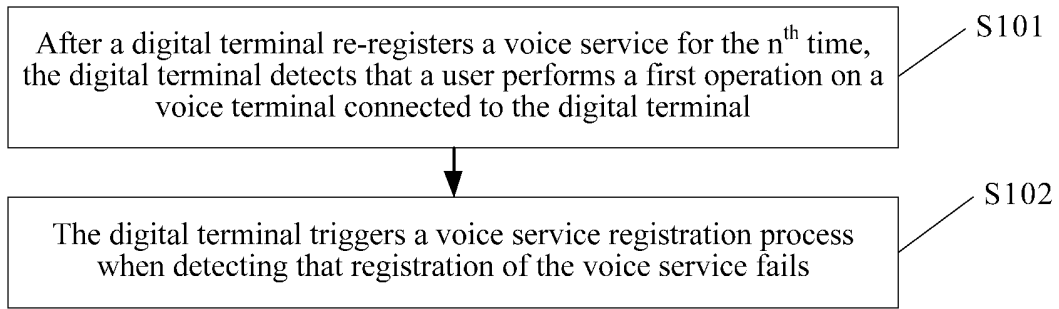 S101
After a digital terminal re-registers a voice service for the nth time,
the digital terminal detects that a user performs a first operation on a
voice terminal connected to the digital terminal
S102
The digital terminal triggers a voice service registration process
when detecting that registration of the voice service fails